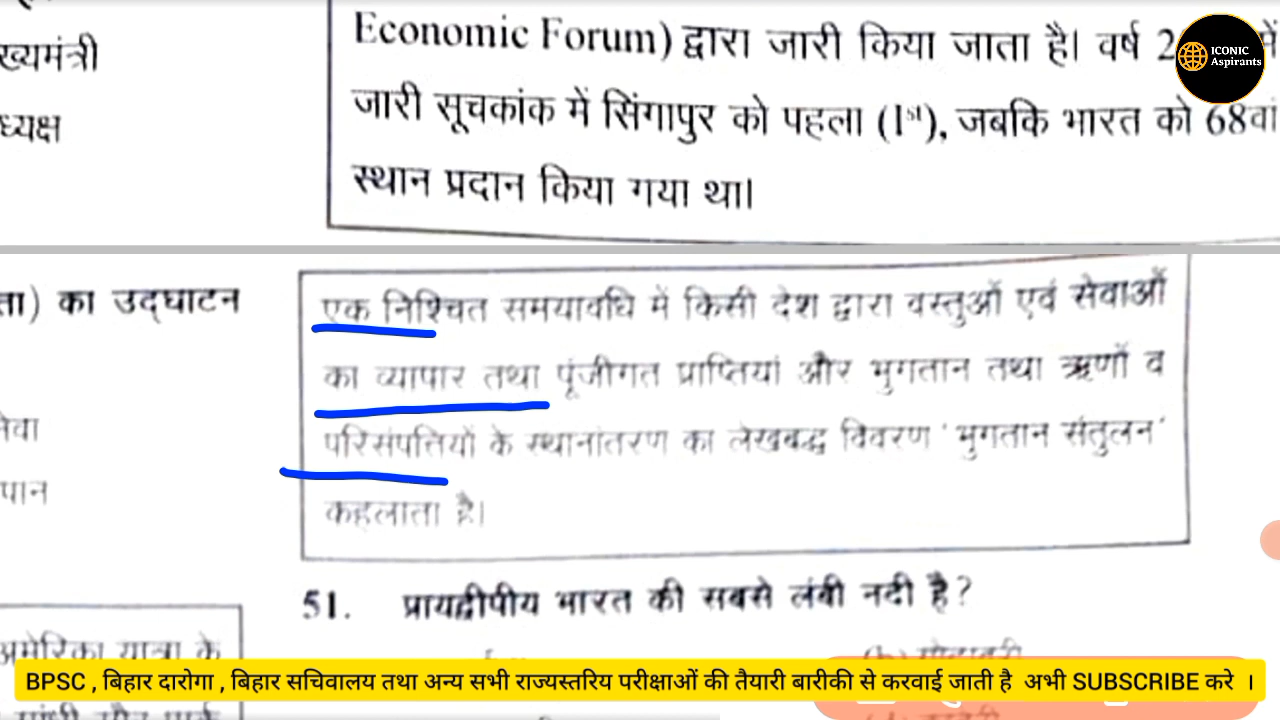 ख्यमंत्री
ध्यक्ष
Economic Forum) द्वारा जारी किया जाता है। वर्ष 2 में
जारी सूचकांक में सिंगापुर को पहला (1st), जबकि भारत को 68वां
स्थान प्रदान किया गया था।
ICONIC
Aspirants
ता) का उद्घाटन
पान
एक निश्चित समयावधि में किसी देश द्वारा वस्तुओं एवं सेवाओं
का व्यापार तथा पूंजीगत प्राप्तियां और भुगतान तथा ऋणों व
परिसंपत्तियों के स्थानांतरण का लेखबद्ध विवरण 'भुगतान संतुलन'
कहलाता है।
51. प्रायद्वीपीय भारत की सबसे लंबी नदी है?
अमेरिका यात्रा के
BPSC , बिहार दारोगा , बिहार सचिवालय तथा अन्य सभी राज्यस्तरिय परीक्षाओं की तैयारी बारीकी से करवाई जाती है अभी SUBSCRIBE करे ।